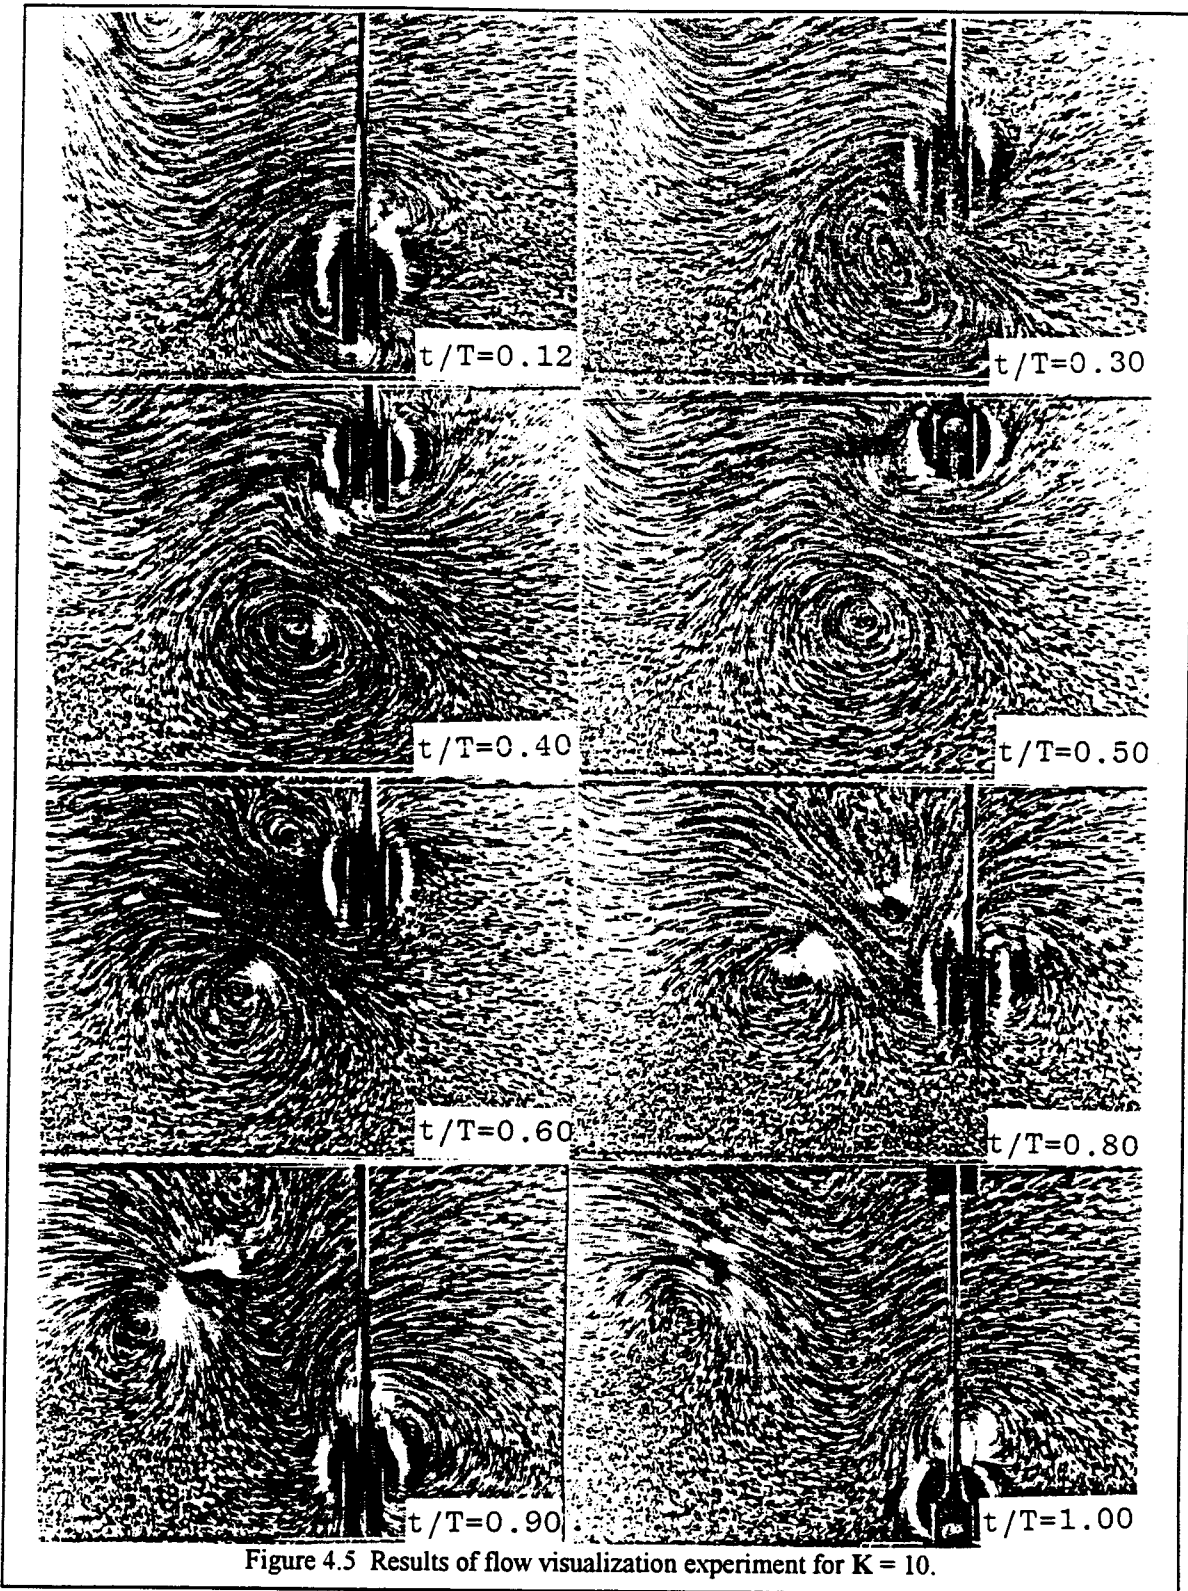 t/T=0.12
t/T=0.30
t/T=0.40
t/T=0.50
t/T=0.60
t/T=0.80
t/T=0.90
t/T=1.00
Figure 4.5 Results of flow visualization experiment for K = 10.